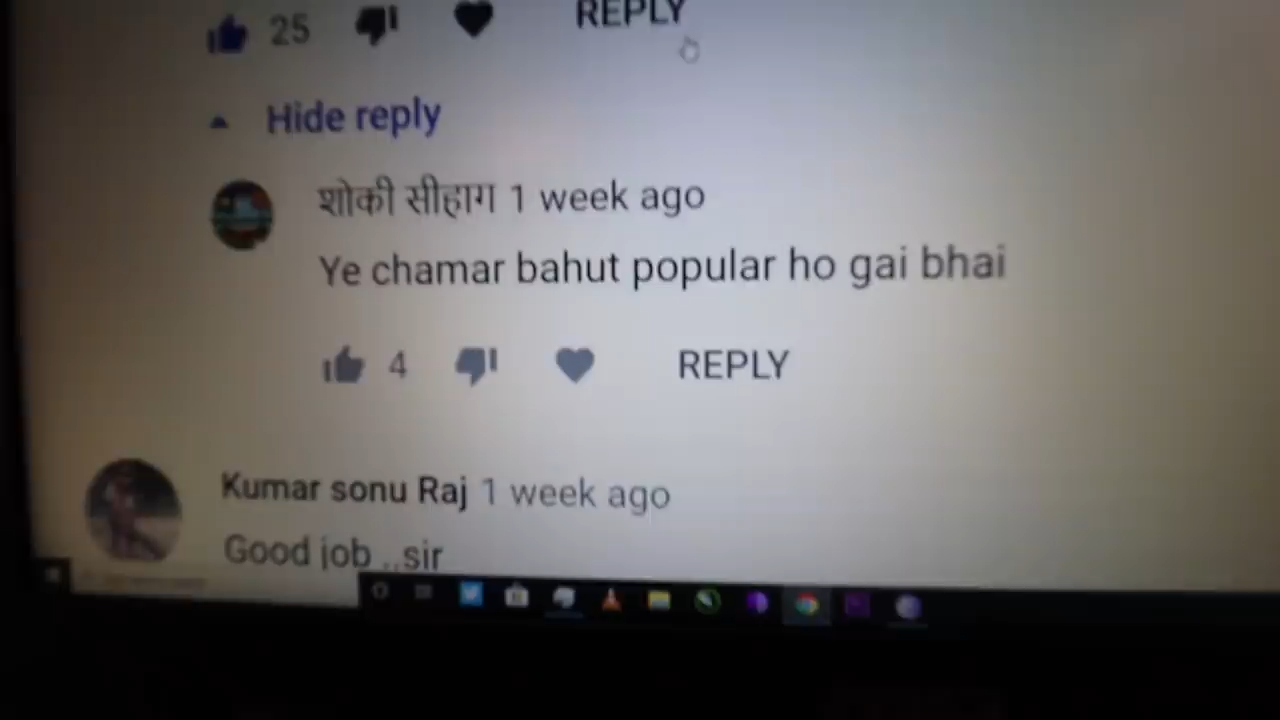 25 REPLY
Hide reply
शोकी सीहाग 1 week ago
Ye chamar bahut popular ho gai bhai
4 REPLY
Kumar sonu Raj 1 week ago
Good job ..sir